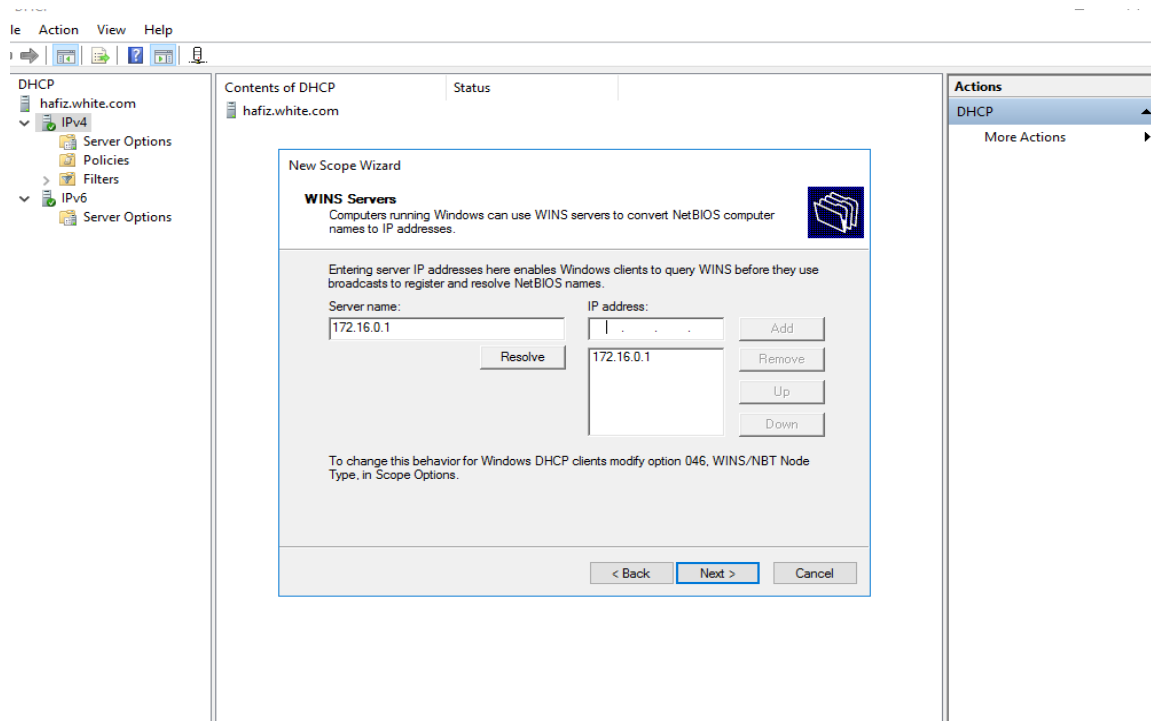 le Action View Help
DHCP
hafiz.white.com
IPv4
Server Options
Policies
Filters
IPv6
Server Options
Contents of DHCP Status
hafiz.white.com
New Scope Wizard
WINS Servers
Computers running Windows can use WINS servers to convert NetBIOS computer
names to IP addresses.
Entering server IP addresses here enables Windows clients to query WINS before they use
broadcasts to register and resolve NetBIOS names.
Server name: IP address:
172.16.0.1 . . .
Add
Resolve 172.16.0.1 Remove
Up
Down
To change this behavior for Windows DHCP clients modify option 046, WINS/NBT Node
Type, in Scope Options.
< Back Next > Cancel
Actions
DHCP
More Actions